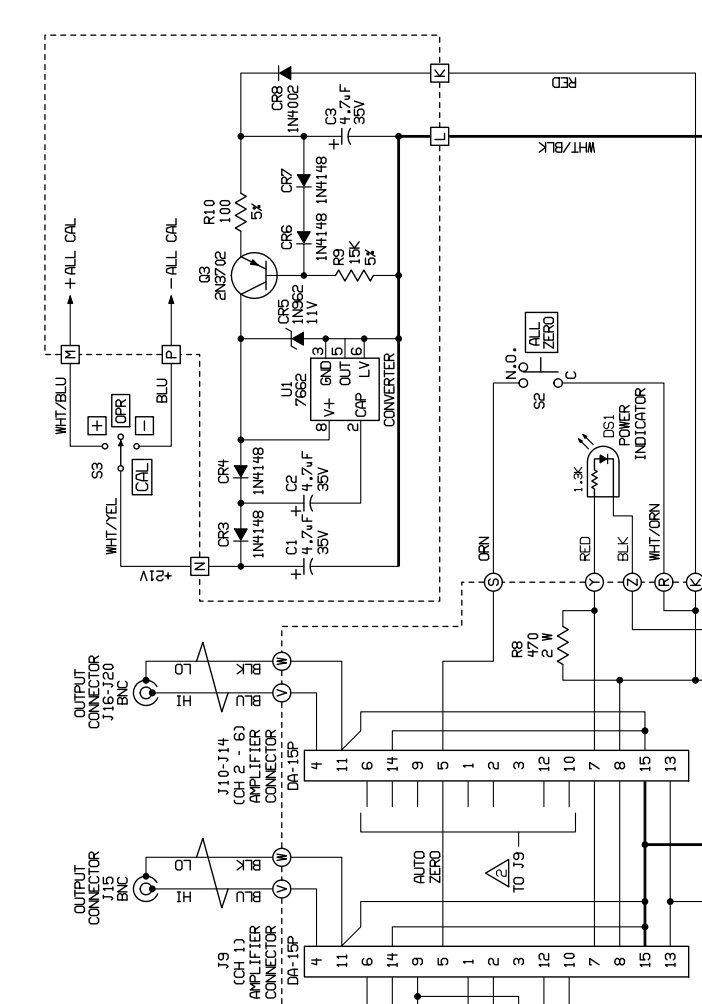 + ALL CAL
- ALL CAL
M
P
WHT/BLU
BLU
+
OPR
-
S3
CAL
WHT/YEL
+21V
N
CR8
1N4002
K
RED
L
WHT/BLK
C3
4.7uF
35V
+
CR7
1N4148
CR6
1N4148
R10
100
5%
Q3
2N3702
R9
15K
5%
CR5
1N962
11V
U1
7662
3
5
6
GND
OUT
LV
V+
CAP
8
2
CONVERTER
CR4
1N4148
C2
4.7uF
35V
+
CR3
1N4148
C1
4.7uF
35V
+
ALL
ZERO
N.O.
C
S2
DS1
POWER
INDICATOR
1.3K
ORN
RED
BLK
WHT/ORN
S
Y
Z
R
K
R8
470
2 W
OUTPUT
CONNECTOR
J16-J20
BNC
LO
HI
BLK
BLU
W
V
J10-J14
(CH 2 - 6)
AMPLIFIER
CONNECTOR
DA-15P
4
11
6
14
9
5
1
2
3
12
10
7
8
15
13
AUTO
ZERO
2
TO J9
OUTPUT
CONNECTOR
J15
BNC
LO
HI
BLK
BLU
W
V
J9
(CH 1)
AMPLIFIER
CONNECTOR
DA-15P
4
11
6
14
9
5
1
2
3
12
10
7
8
15
13